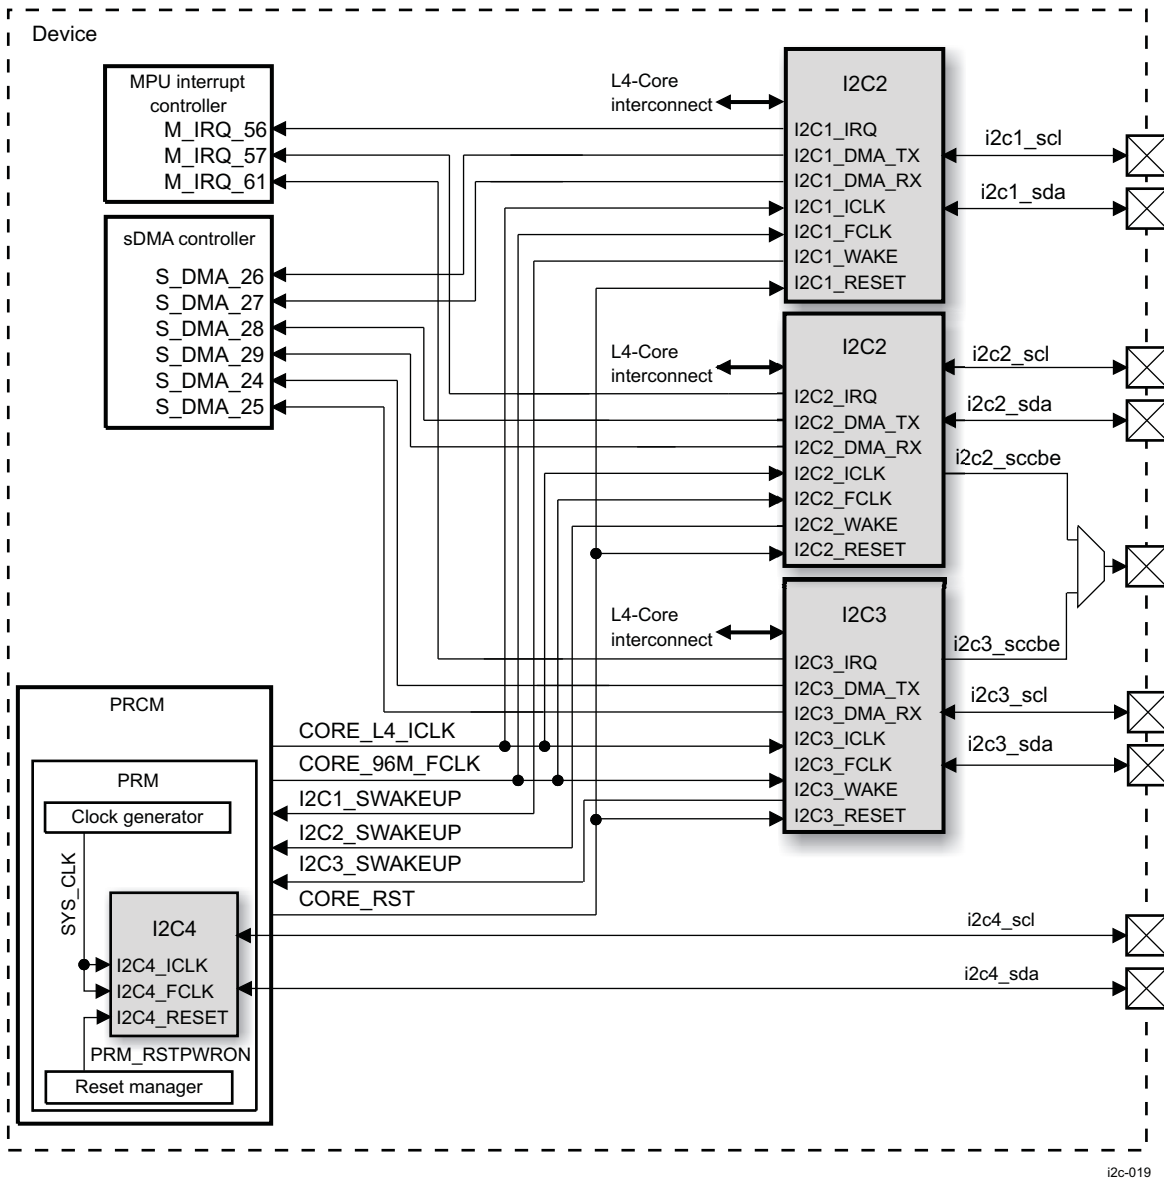 Device
MPU interrupt
controller
M_IRQ_56
M_IRQ_57
M_IRQ_61
sDMA controller
S_DMA_26
S_DMA_27
S_DMA_28
S_DMA_29
S_DMA_24
S_DMA_25
L4-Core
interconnect
I2C2
I2C1_IRQ
I2C1_DMA_TX
I2C1_DMA_RX
I2C1_ICLK
I2C1_FCLK
I2C1_WAKE
I2C1_RESET
i2c1_scl
i2c1_sda
L4-Core
interconnect
I2C2
I2C2_IRQ
I2C2_DMA_TX
I2C2_DMA_RX
I2C2_ICLK
I2C2_FCLK
I2C2_WAKE
I2C2_RESET
i2c2_scl
i2c2_sda
i2c2_sccbe
L4-Core
interconnect
I2C3
I2C3_IRQ
I2C3_DMA_TX
I2C3_DMA_RX
I2C3_ICLK
I2C3_FCLK
I2C3_WAKE
I2C3_RESET
i2c3_sccbe
i2c3_scl
i2c3_sda
PRCM
PRM
Clock generator
SYS_CLK
I2C4
I2C4_ICLK
I2C4_FCLK
I2C4_RESET
PRM_RSTPWRON
Reset manager
CORE_L4_ICLK
CORE_96M_FCLK
I2C1_SWAKEUP
I2C2_SWAKEUP
I2C3_SWAKEUP
CORE_RST
i2c4_scl
i2c4_sda
i2c-019